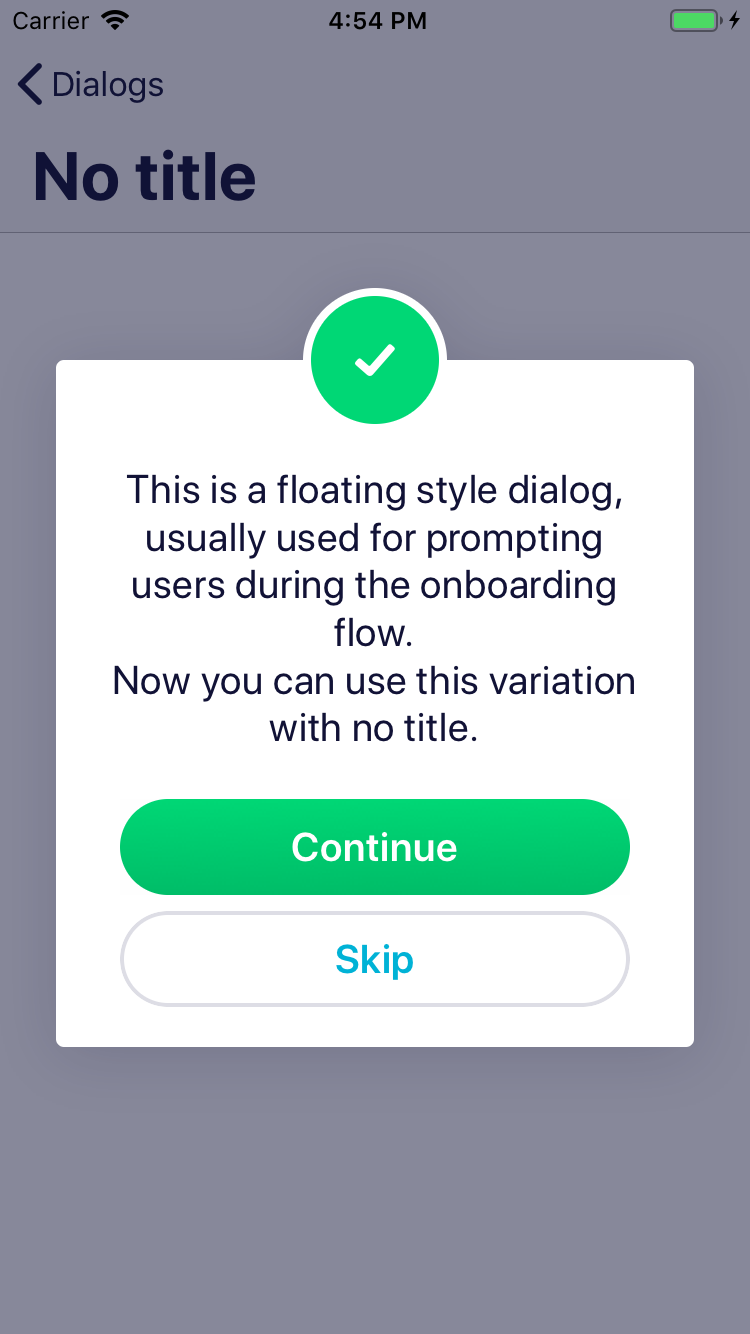 Carrier 4:54 PM
Dialogs
No title
This is a floating style dialog,
usually used for prompting
users during the onboarding
flow.
Now you can use this variation
with no title.
Continue
Skip